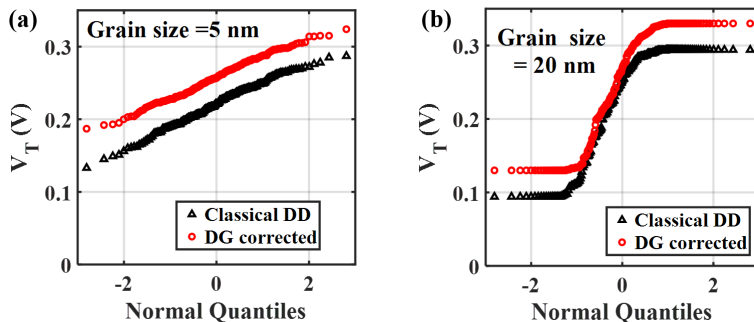 (a)
Grain size =5 nm
V_T (V)
0.3
0.2
0.1
0
Classical DD
DG corrected
-2
0
2
Normal Quantiles
(b)
Grain size
= 20 nm
V_T (V)
0.3
0.2
0.1
0
Classical DD
DG corrected
-2
0
2
Normal Quantiles